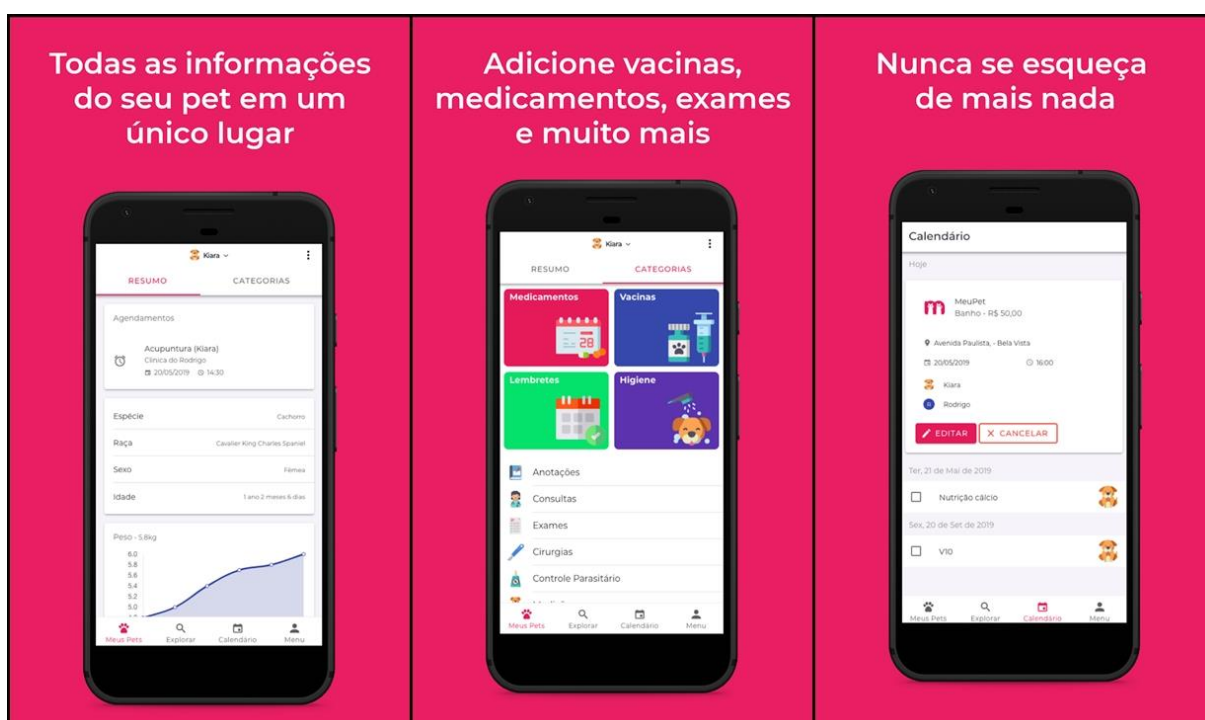 Todas as informações
do seu pet em um
único lugar
Kiara
RESUMO
CATEGORIAS
Agendamentos
Acupuntura (Kiara)
Clínica do Rodrigo
20/05/2019
14:30
Espécie
Cachorro
Raça
Cavalier King Charles Spaniel
Sexo
Fêmea
Idade
1 ano 2 meses 6 dias
Peso - 5.8kg
6.0
5.8
5.6
5.4
5.2
5.0
Meus Pets
Explorar
Calendário
Menu
Adicione vacinas,
medicamentos, exames
e muito mais
Kiara
RESUMO
CATEGORIAS
Medicamentos
28
Vacinas
Lembretes
Higiene
Anotações
Consultas
Exames
Cirurgias
Controle Parasitário
Meus Pets
Explorar
Calendário
Menu
Nunca se esqueça
de mais nada
Calendário
Hoje
m
MeuPet
Banho - R$ 50,00
Avenida Paulista, - Bela Vista
20/05/2019
16:00
Kiara
Rodrigo
EDITAR
CANCELAR
Ter, 21 de Mai de 2019
Nutrição cálcio
Sex, 20 de Set de 2019
V10
Meus Pets
Explorar
Calendário
Menu